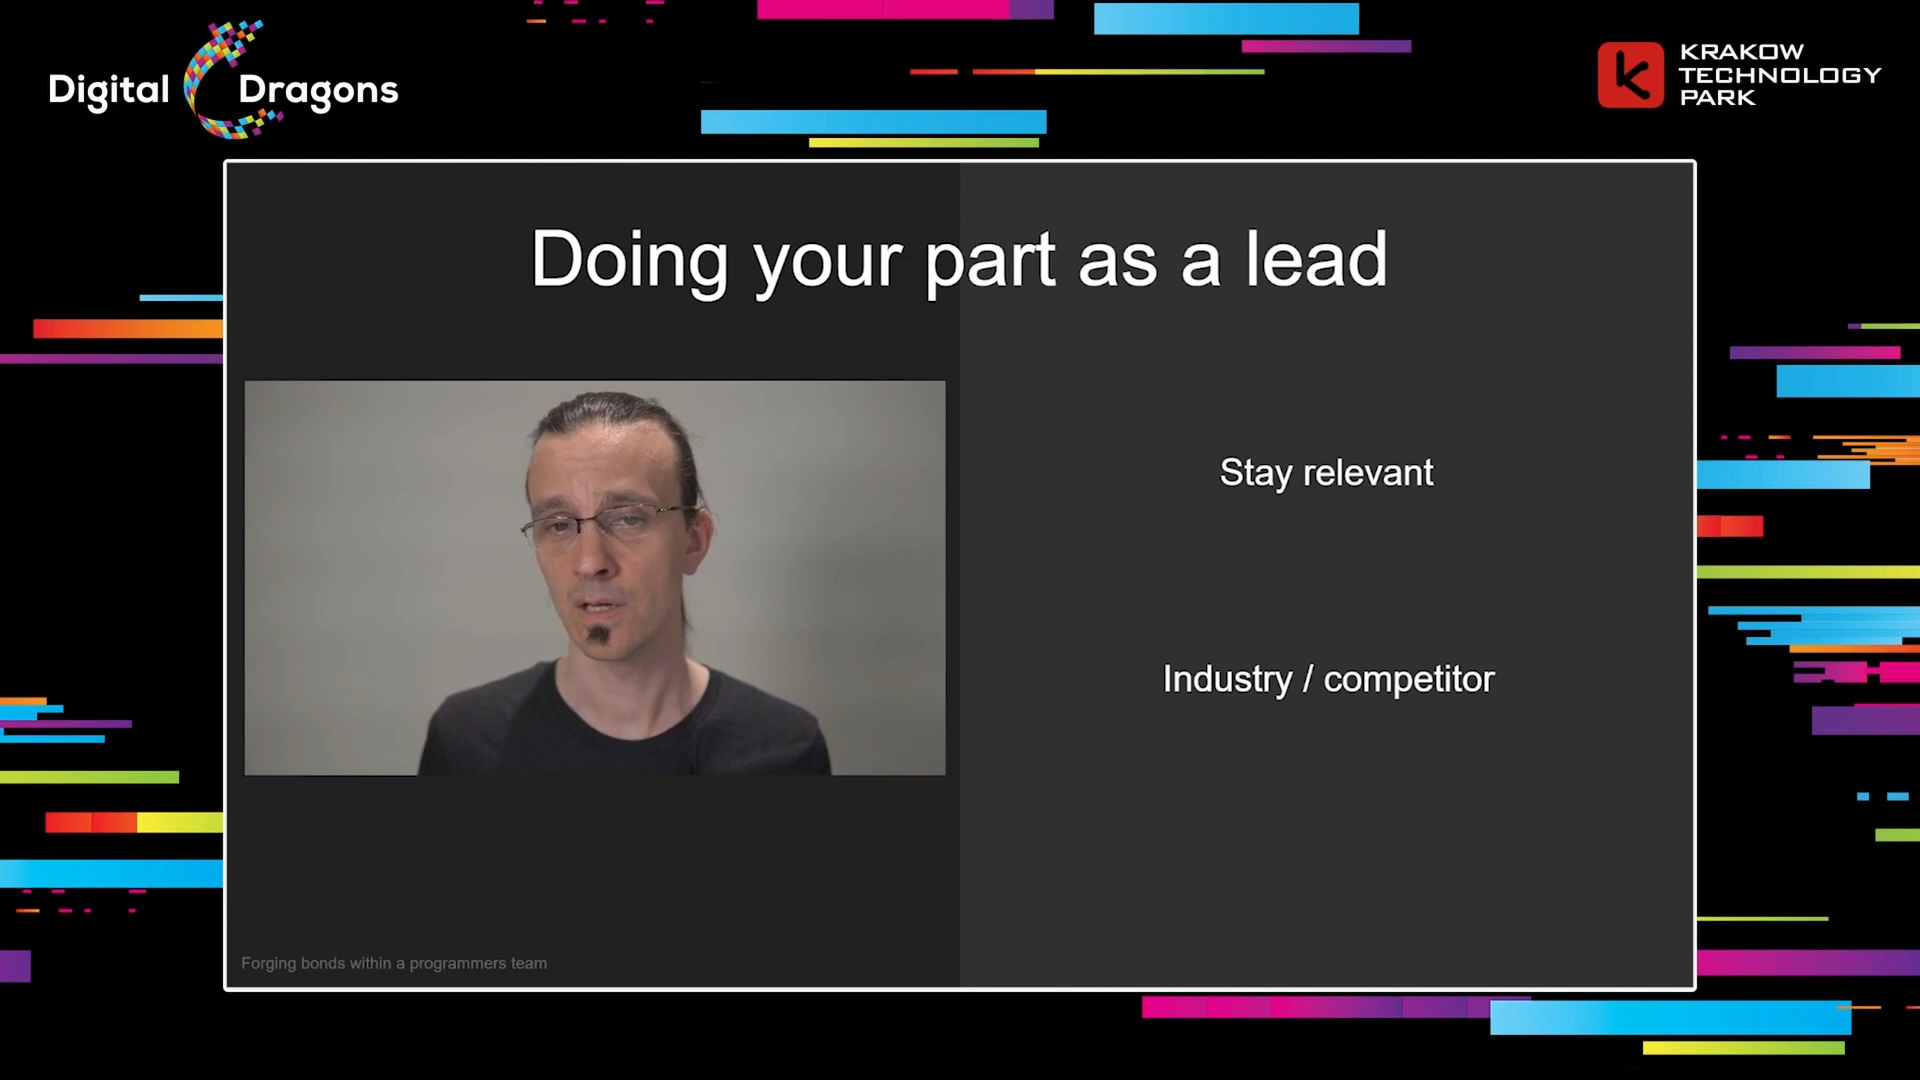 Digital Dragons
KRAKOW
TECHNOLOGY
PARK
Doing your part as a lead
Stay relevant
Industry / competitor
Forging bonds within a programmers team